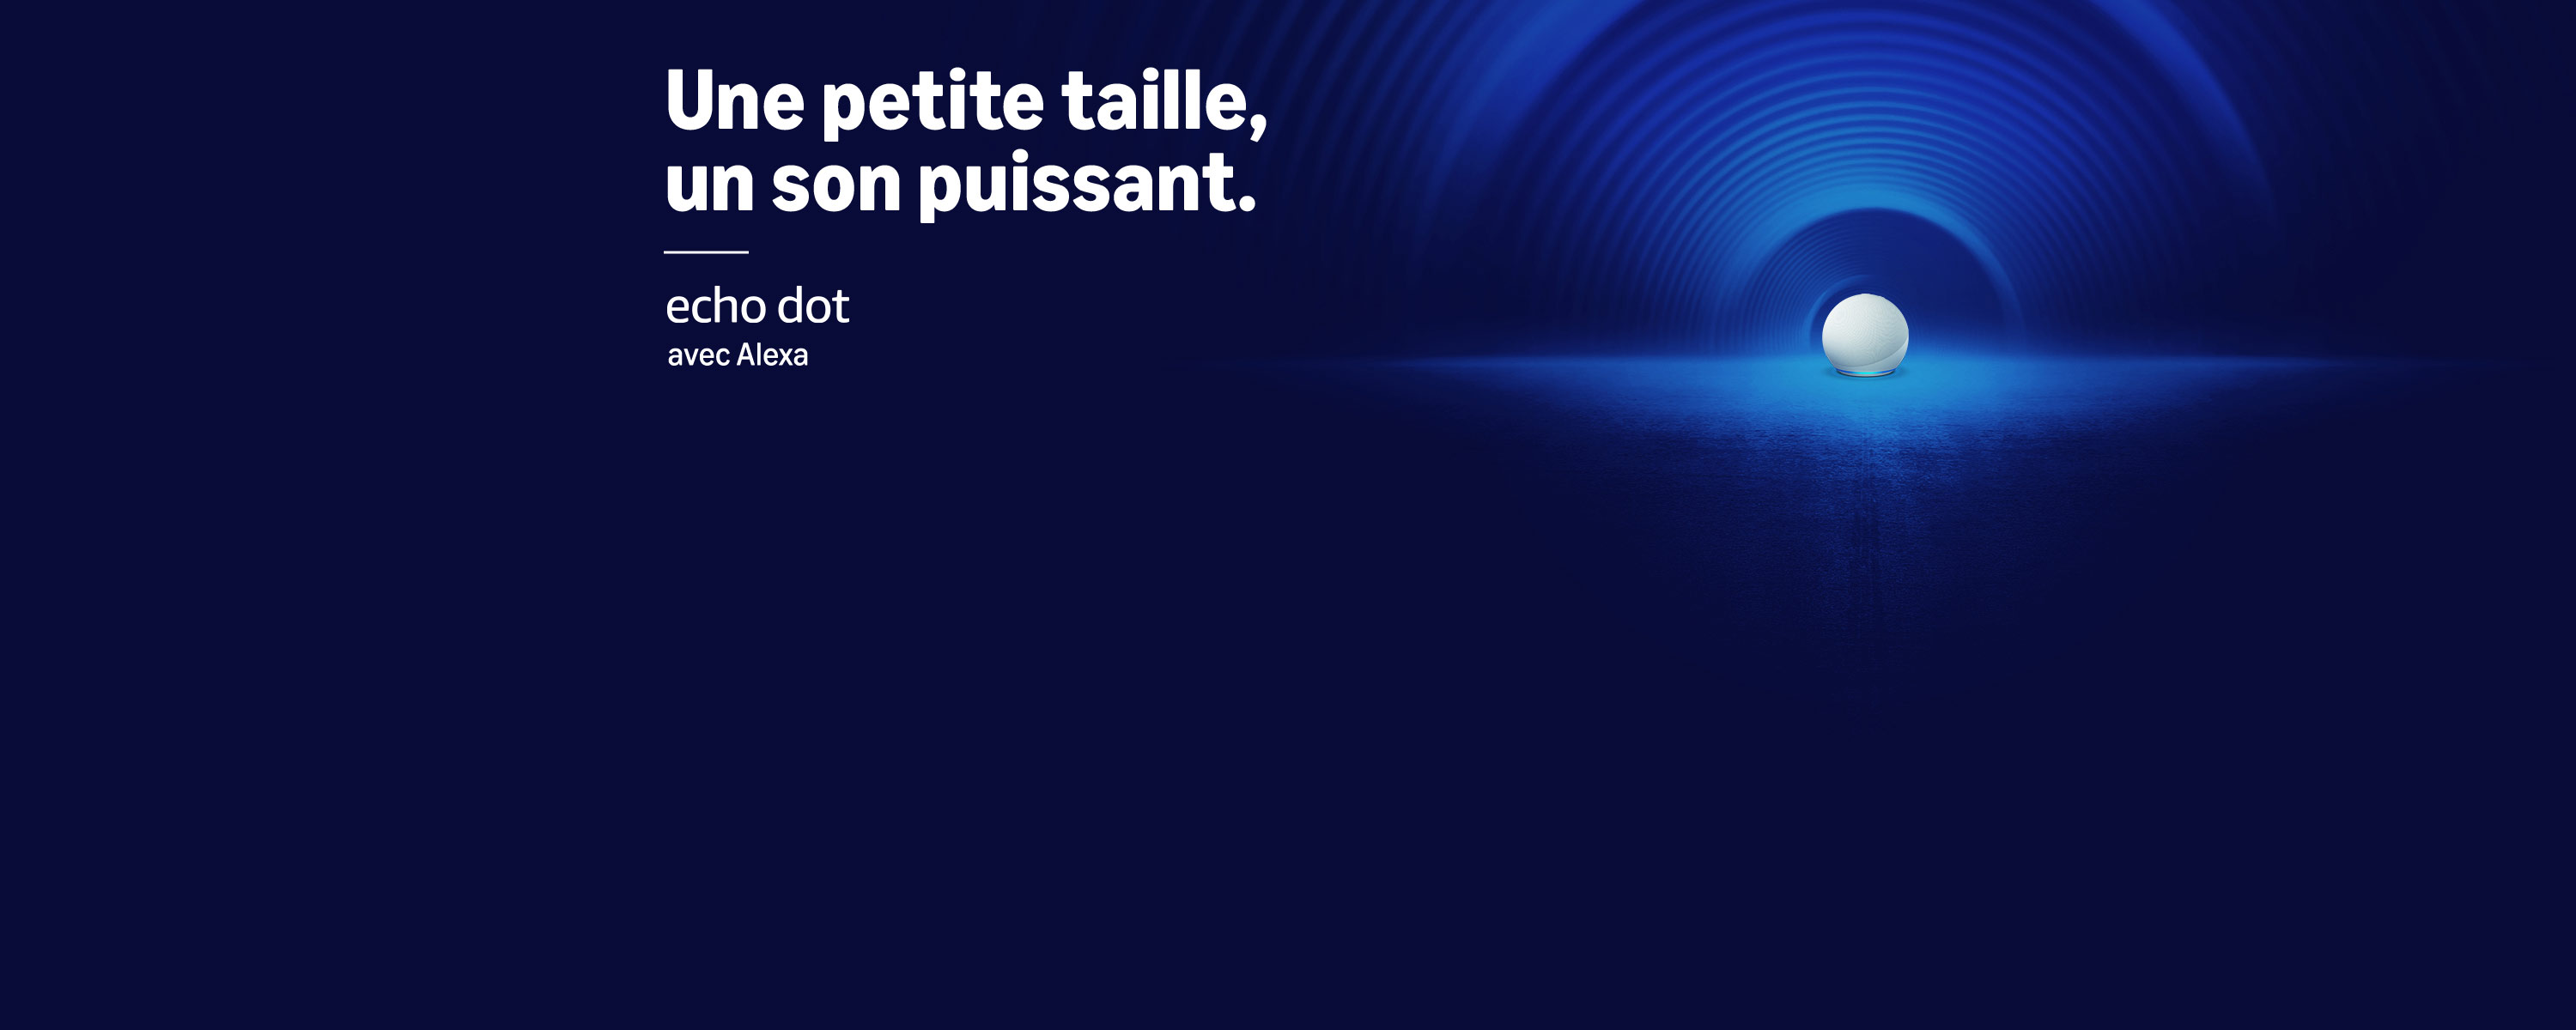 Une petite taille,
un son puissant.
echo dot
avec Alexa